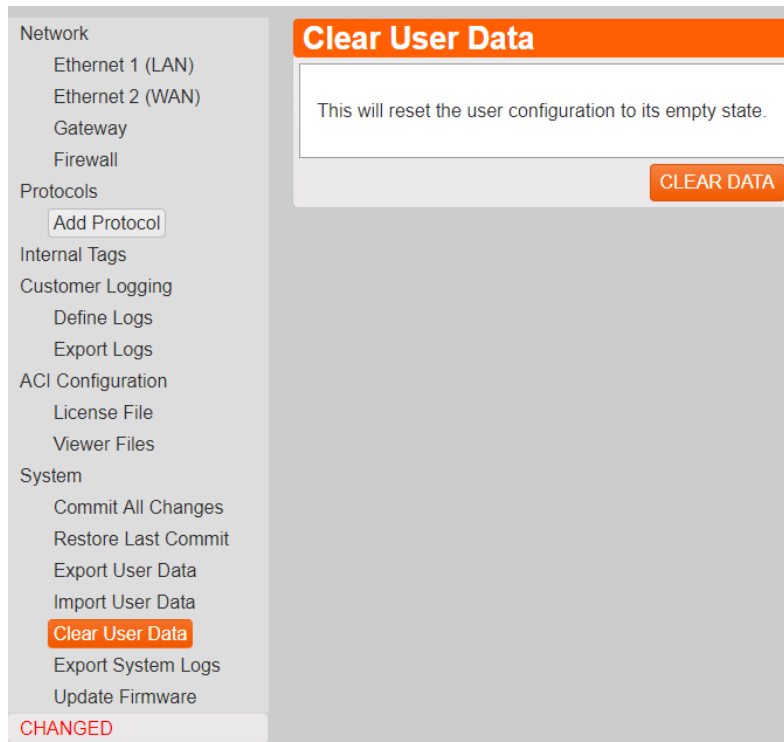 Network
Ethernet 1 (LAN)
Ethernet 2 (WAN)
Gateway
Firewall
Protocols
Add Protocol
Internal Tags
Customer Logging
Define Logs
Export Logs
ACI Configuration
License File
Viewer Files
System
Commit All Changes
Restore Last Commit
Export User Data
Import User Data
Clear User Data
Export System Logs
Update Firmware
CHANGED
Clear User Data
This will reset the user configuration to its empty state.
CLEAR DATA